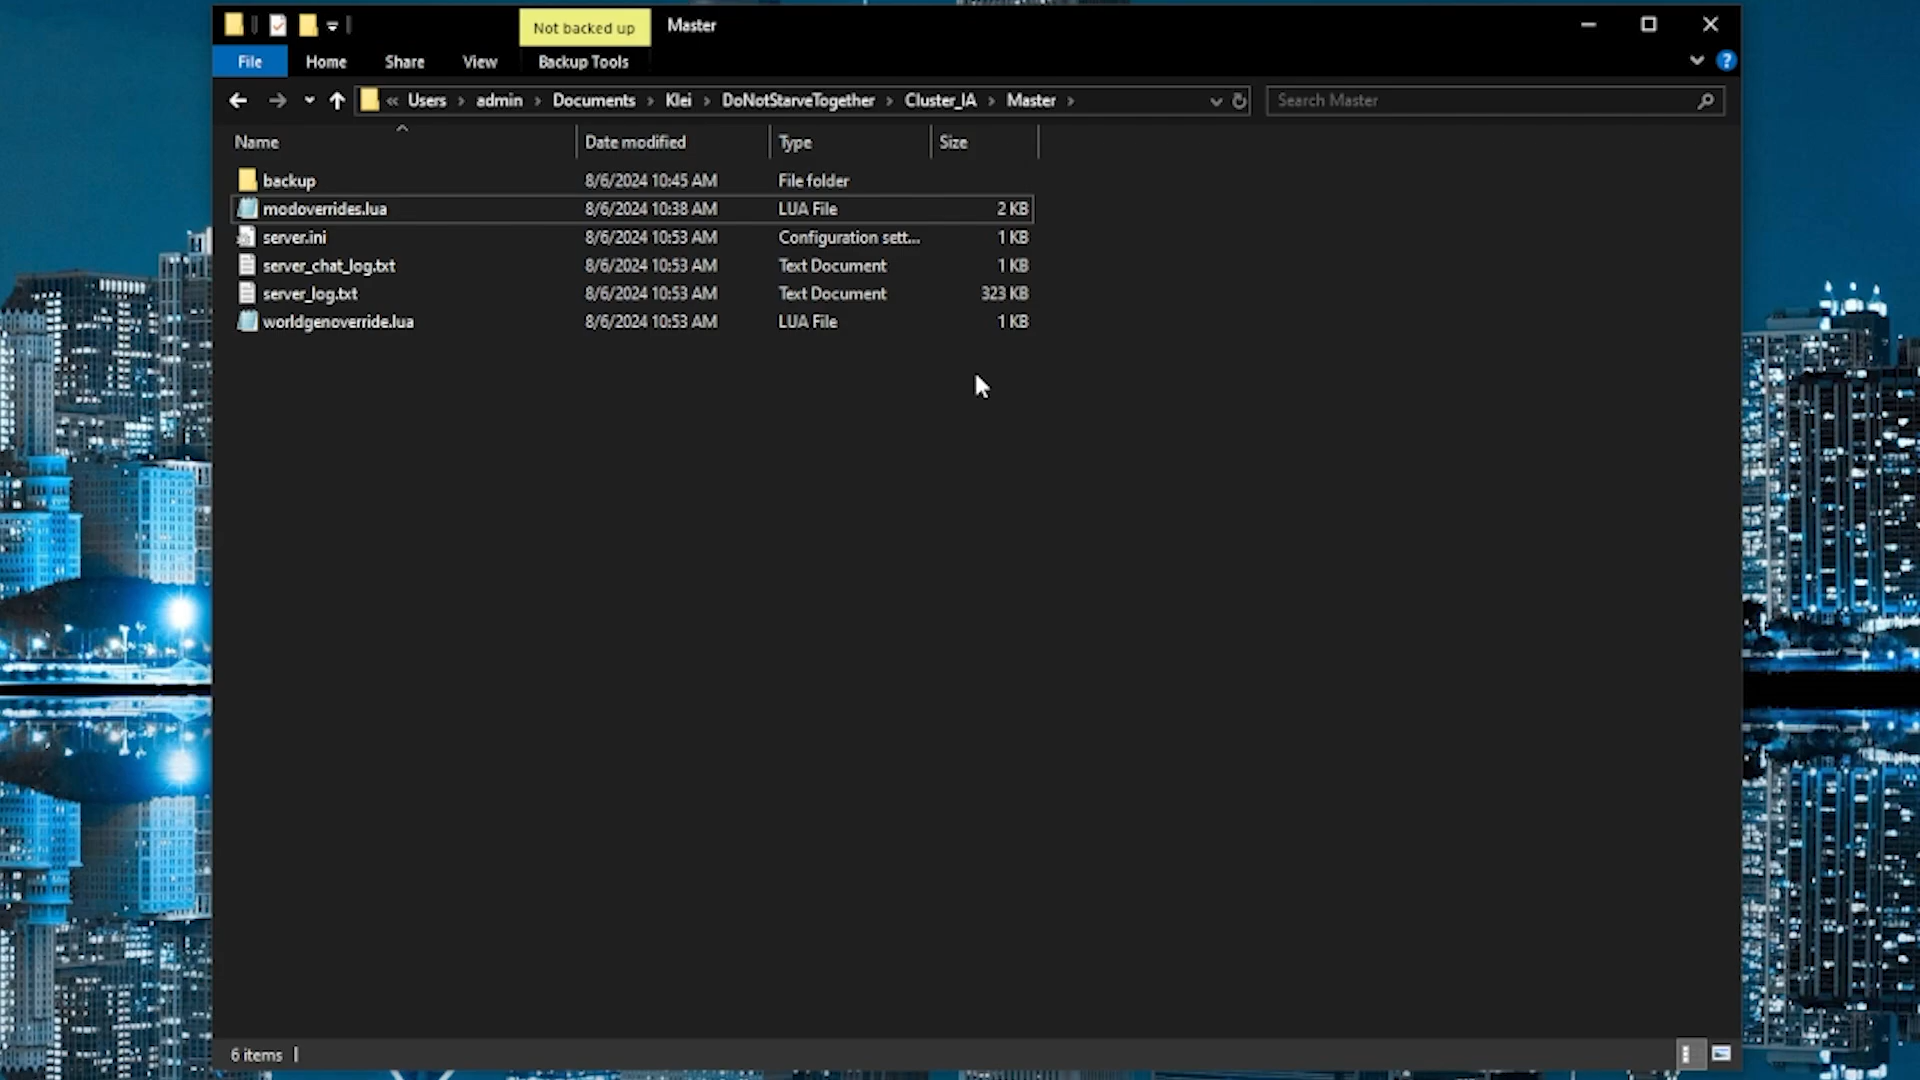 Not backed up Master
File Home Share View Backup Tools ?
« Users › admin › Documents › Klei › DoNotStarveTogether › Cluster_IA › Master › Search Master
Name Date modified Type Size
backup 8/6/2024 10:45 AM File folder
modoverrides.lua 8/6/2024 10:38 AM LUA File 2 KB
server.ini 8/6/2024 10:53 AM Configuration sett... 1 KB
server_chat_log.txt 8/6/2024 10:53 AM Text Document 1 KB
server_log.txt 8/6/2024 10:53 AM Text Document 323 KB
worldgenoverride.lua 8/6/2024 10:53 AM LUA File 1 KB
6 items